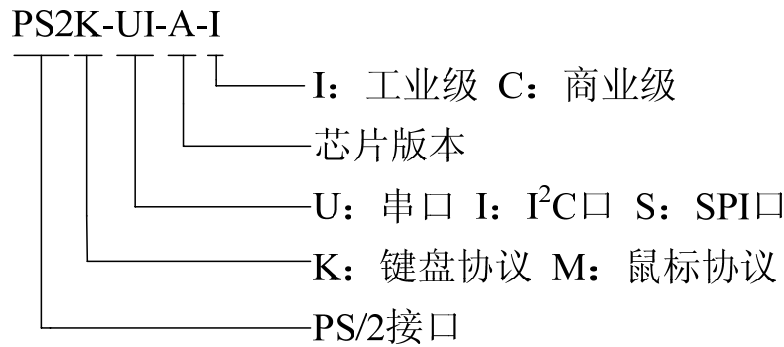 PS2K-UI-A-I
I：工业级 C：商业级
芯片版本
U：串口 I：I²C口 S：SPI口
K：键盘协议 M：鼠标协议
PS/2接口